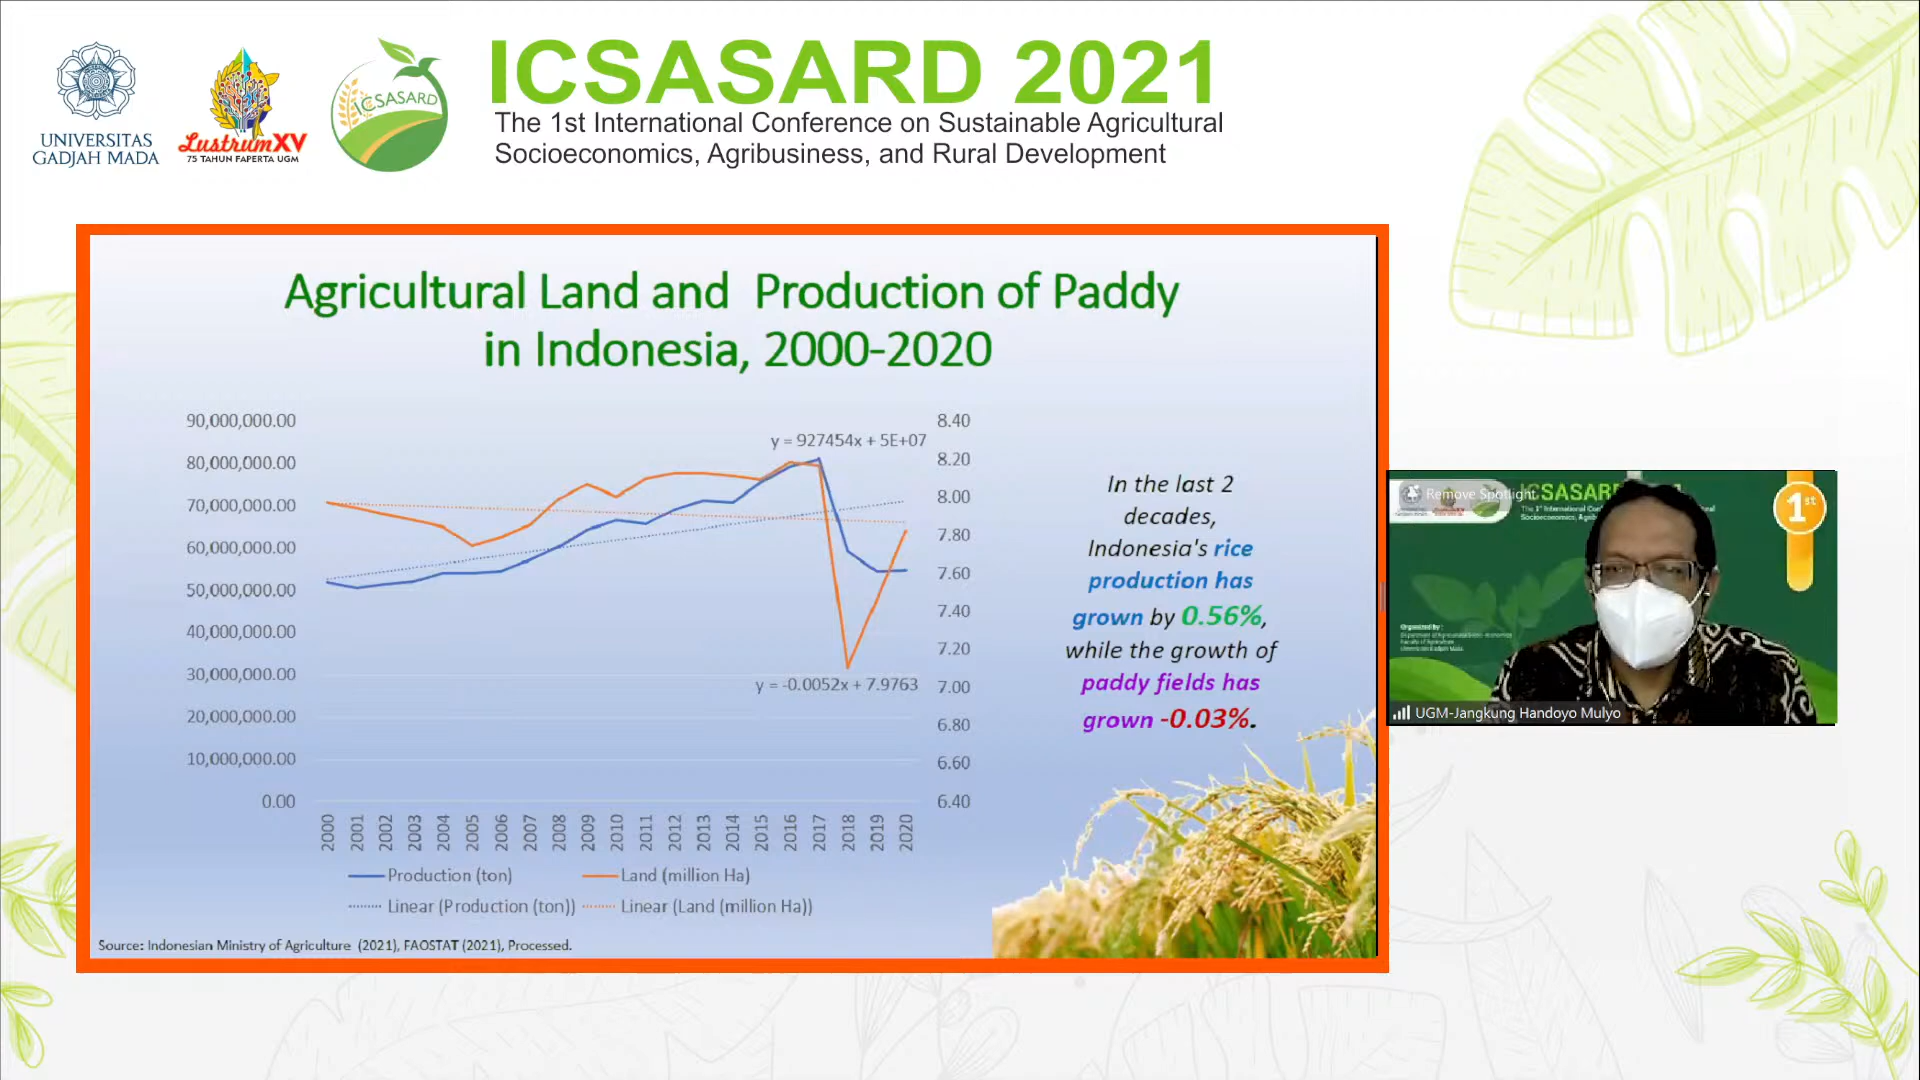 UNIVERSITAS
GADJAH MADA
LustrumXV
75 TAHUN FAPERTA UGM
ICSASARD
ICSASARD 2021
The 1st International Conference on Sustainable Agricultural
Socioeconomics, Agribusiness, and Rural Development
Agricultural Land and Production of Paddy
in Indonesia, 2000-2020
90,000,000.00
80,000,000.00
70,000,000.00
60,000,000.00
50,000,000.00
40,000,000.00
30,000,000.00
20,000,000.00
10,000,000.00
0.00
y = 927454x + 5E+07
y = -0.0052x + 7.9763
8.40
8.20
8.00
7.80
7.60
7.40
7.20
7.00
6.80
6.60
6.40
2000
2001
2002
2003
2004
2005
2006
2007
2008
2009
2010
2011
2012
2013
2014
2015
2016
2017
2018
2019
2020
Production (ton)
Land (million Ha)
Linear (Production (ton))
Linear (Land (million Ha))
In the last 2
decades,
Indonesia's rice
production has
grown by 0.56%,
while the growth of
paddy fields has
grown -0.03%.
Source: Indonesian Ministry of Agriculture (2021), FAOSTAT (2021), Processed.
Remove Spotlight
1st
Organized by :
UGM-Jangkung Handoyo Mulyo